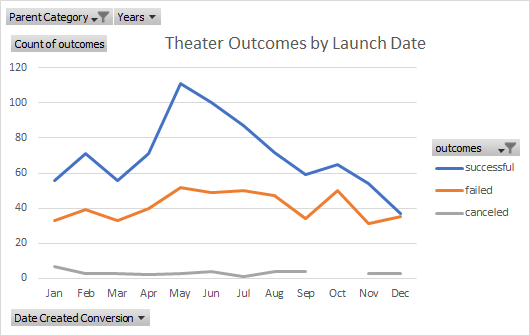 Parent Category Years
Count of outcomes
Theater Outcomes by Launch Date
120
100
80
60
40
20
0
Jan Feb Mar Apr May Jun Jul Aug Sep Oct Nov Dec
outcomes
successful
failed
canceled
Date Created Conversion